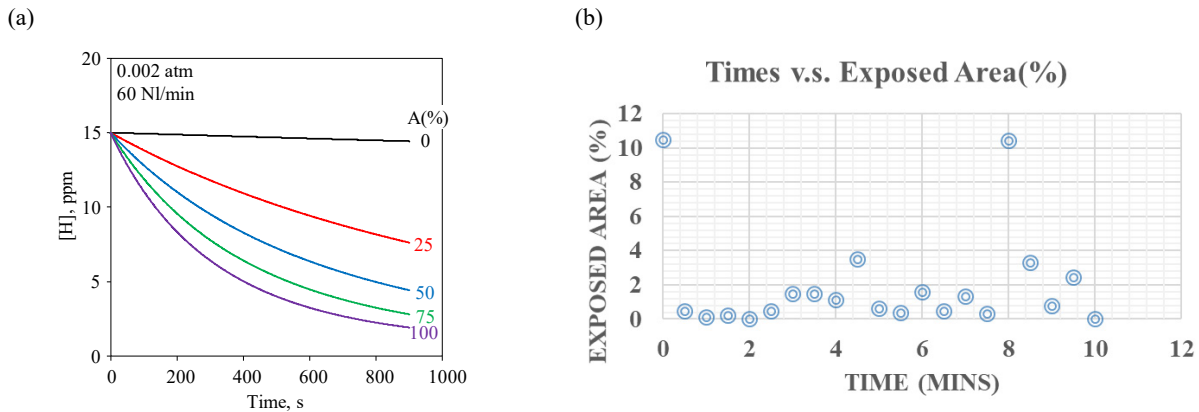 (a)
20
0.002 atm
60 Nl/min
A(%)
0
15
10
25
5
50
75
100
0
0 200 400 600 800 1000
[H], ppm
Time, s
(b)
Times v.s. Exposed Area(%)
EXPOSED AREA (%)
12
10
8
6
4
2
0
0 2 4 6 8 10 12
TIME (MINS)